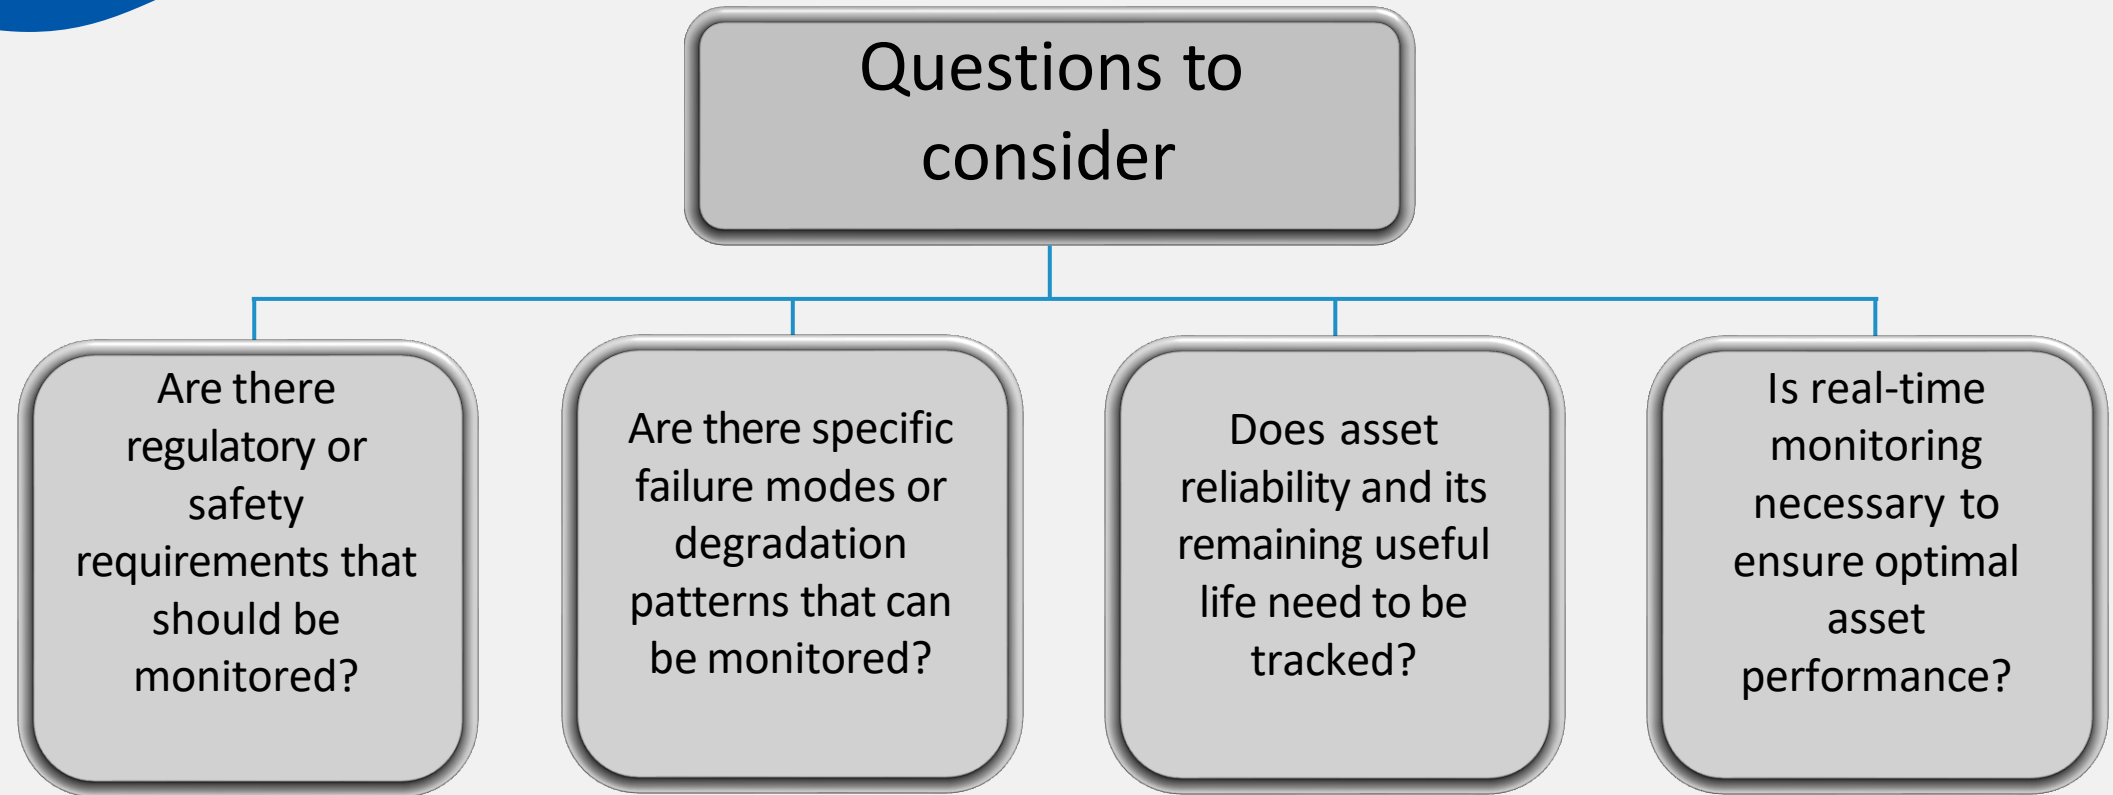 Questions to
consider
Are there
regulatory or
safety
requirements that
should be
monitored?
Are there specific
failure modes or
degradation
patterns that can
be monitored?
Does asset
reliability and its
remaining useful
life need to be
tracked?
Is real-time
monitoring
necessary to
ensure optimal
asset
performance?